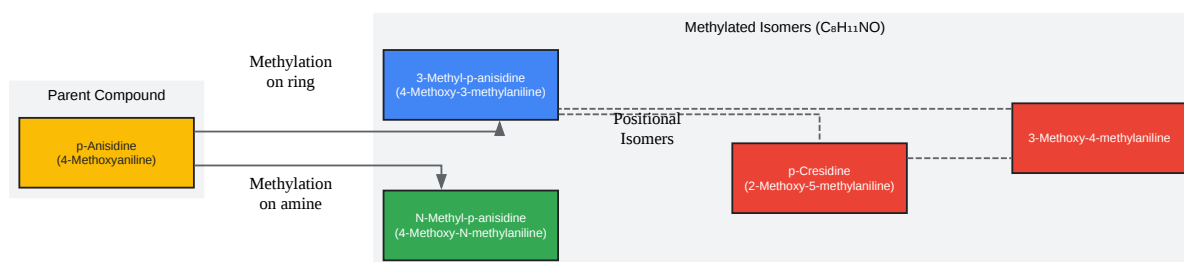 Methylated Isomers (C₈H₁₁NO)
Methylation
on ring
Parent Compound
3-Methyl-p-anisidine
(4-Methoxy-3-methylaniline)
Positional
Isomers
3-Methoxy-4-methylaniline
p-Anisidine
(4-Methoxyaniline)
p-Cresidine
(2-Methoxy-5-methylaniline)
Methylation
on amine
N-Methyl-p-anisidine
(4-Methoxy-N-methylaniline)